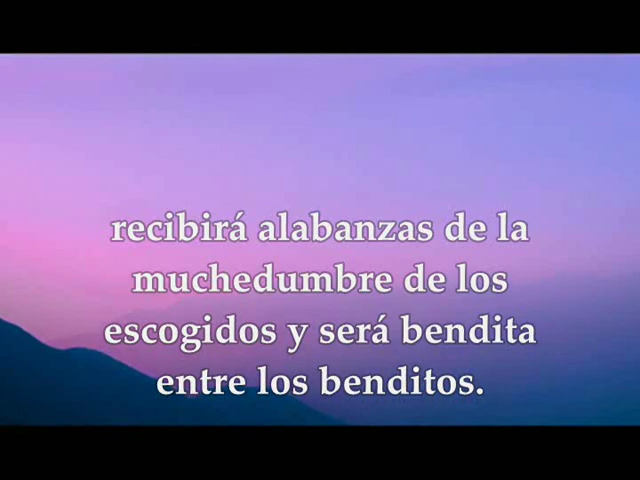 recibirá alabanzas de la
muchedumbre de los
escogidos y será bendita
entre los benditos.